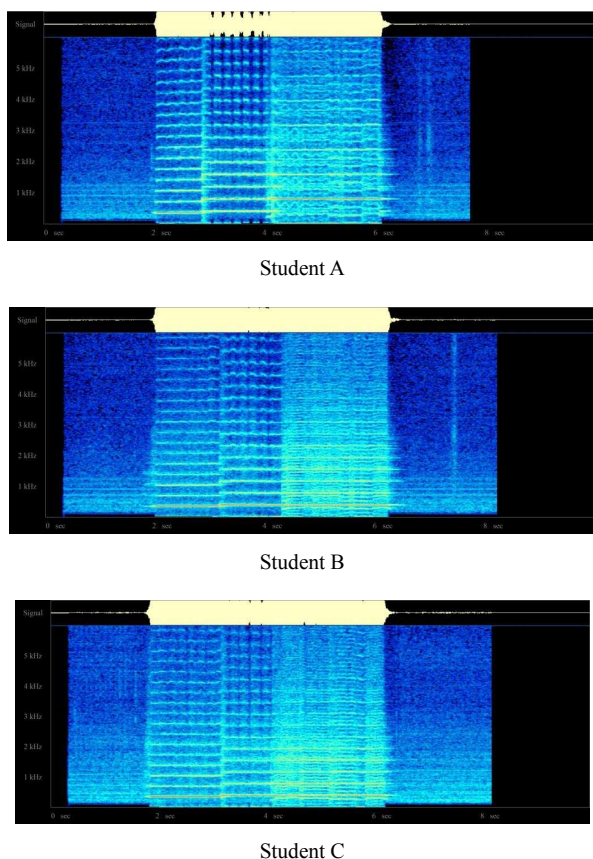 Signal
5 kHz
4 kHz
3 kHz
2 kHz
1 kHz
0 sec 2 sec 4 sec 6 sec 8 sec
Student A
Signal
5 kHz
4 kHz
3 kHz
2 kHz
1 kHz
0 sec 2 sec 4 sec 6 sec 8 sec
Student B
Signal
5 kHz
4 kHz
3 kHz
2 kHz
1 kHz
0 sec 2 sec 4 sec 6 sec 8 sec
Student C